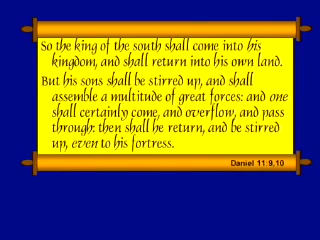 So the king of the south shall come into his
kingdom, and shall return into his own land.
But his sons shall be stirred up, and shall
assemble a multitude of great forces: and one
shall certainly come, and overflow, and pass
through: then shall he return, and be stirred
up, even to his fortress.
Daniel 11:9,10